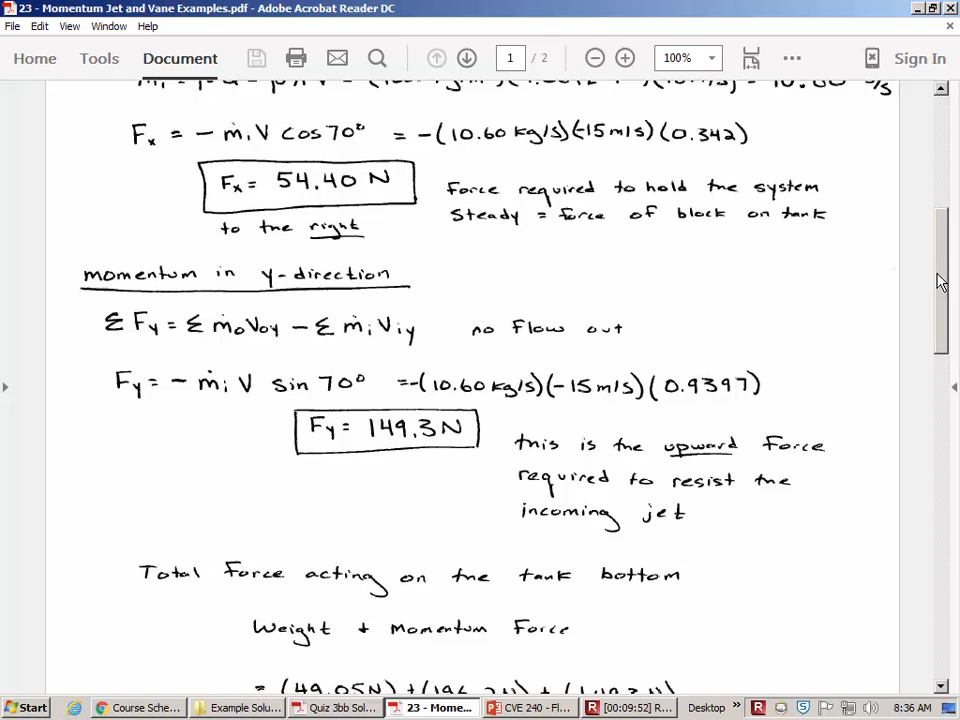 23 - Momentum Jet and Vane Examples.pdf - Adobe Acrobat Reader DC
File Edit View Window Help
Home Tools Document 1 / 2 100% Sign In
Fx = - ṁi V cos 70° = -(10.60 kg/s)(-15 m/s)(0.342)
Fx = 54.40 N
to the right
Force required to hold the system
steady = force of block on tank
momentum in y-direction
Σ Fy = Σ ṁo Voy - Σ ṁi Viy no flow out
Fy = - ṁi V sin 70° = -(10.60 kg/s)(-15 m/s)(0.9397)
Fy = 149.3 N
this is the upward force
required to resist the
incoming jet
Total force acting on the tank bottom
Weight + momentum Force
Start Course Sche... Example Solu... Quiz 3bb Sol... 23 - Mome... CVE 240 - Fl... [00:09:52] R... Desktop 8:36 AM